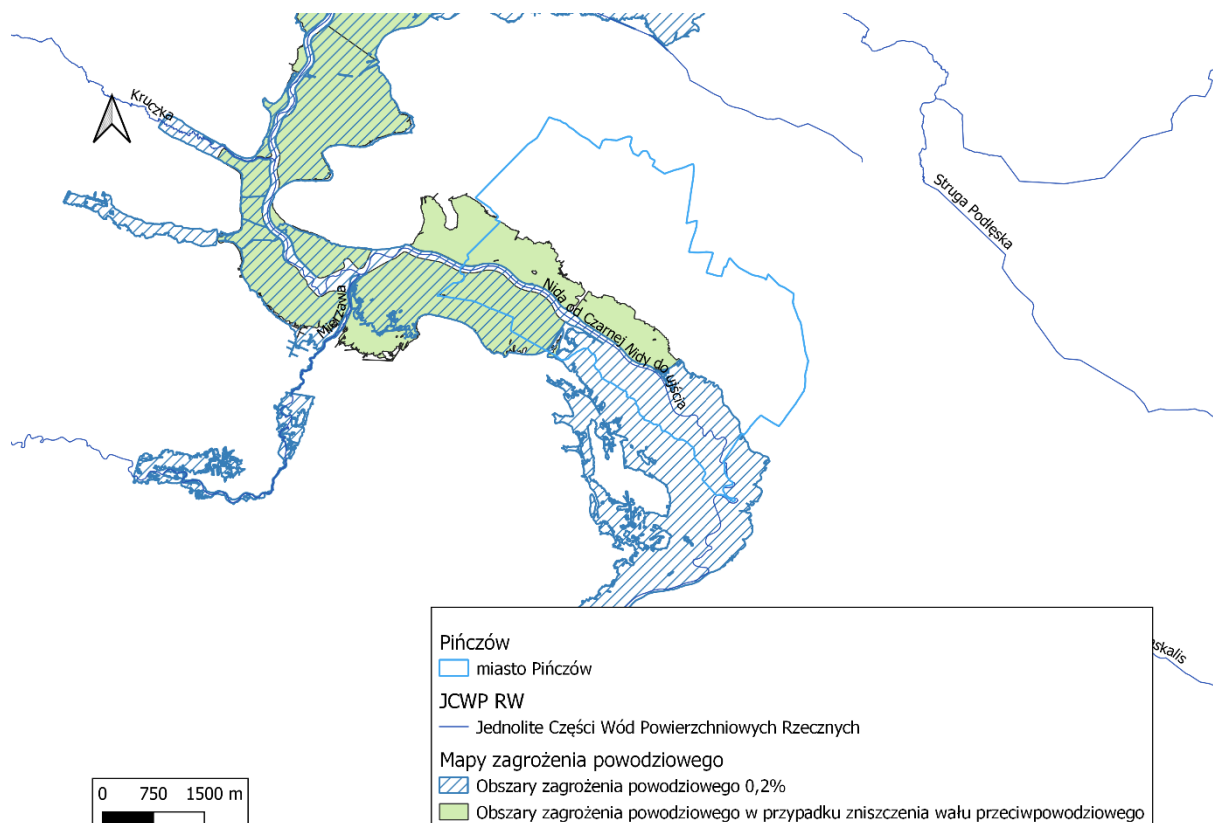 Kruczka
Struga Podłęska
Mierzawa
Nida od Czarnej Nidy do ujścia
skalis
Pińczów
miasto Pińczów
JCWP RW
Jednolite Części Wód Powierzchniowych Rzecznych
Mapy zagrożenia powodziowego
Obszary zagrożenia powodziowego 0,2%
Obszary zagrożenia powodziowego w przypadku zniszczenia wału przeciwpowodziowego
0 750 1500 m